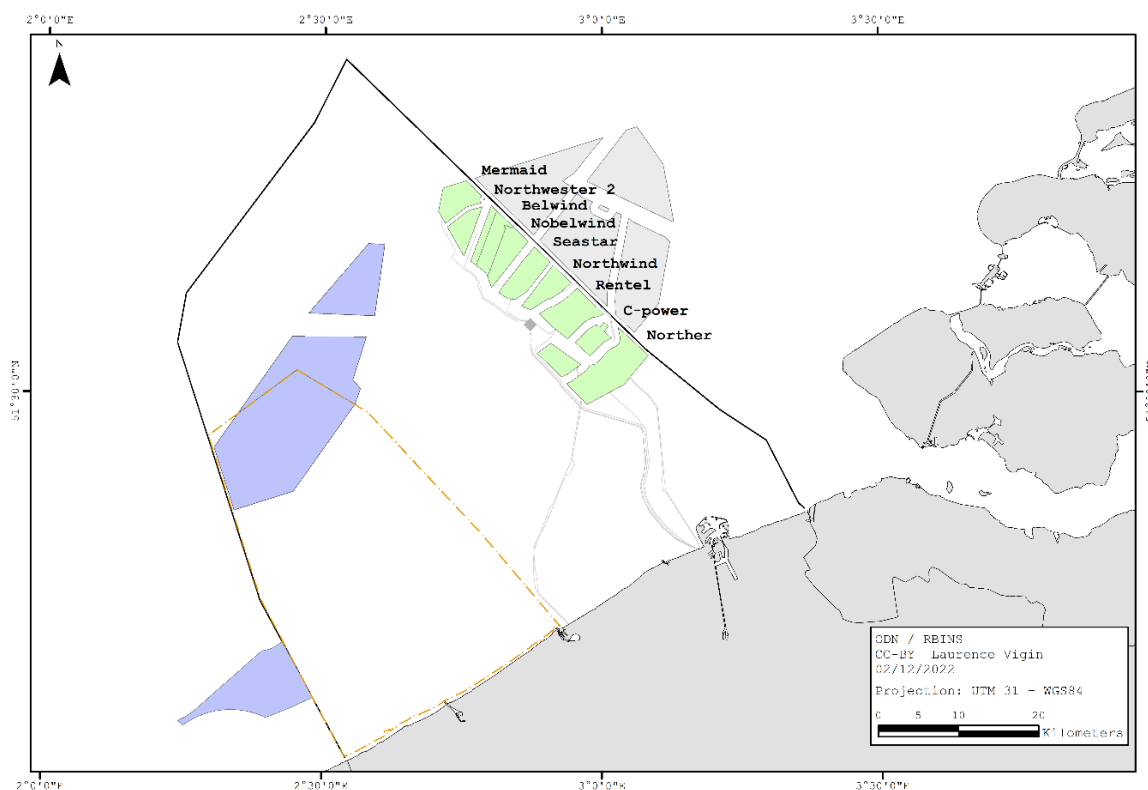 2°0'0"E
2°30'0"E
3°0'0"E
3°30'0"E
N
Mermaid
Northwester 2
Belwind
Nobelwind
Seastar
Northwind
Rentel
C-power
Norther
51°30'0"N
ODN / RBINS
CC-BY Laurence Vigin
02/12/2022
Projection: UTM 31 - WGS84
0 5 10 20
Kilometers
2°0'0"E
2°30'0"E
3°0'0"E
3°30'0"E